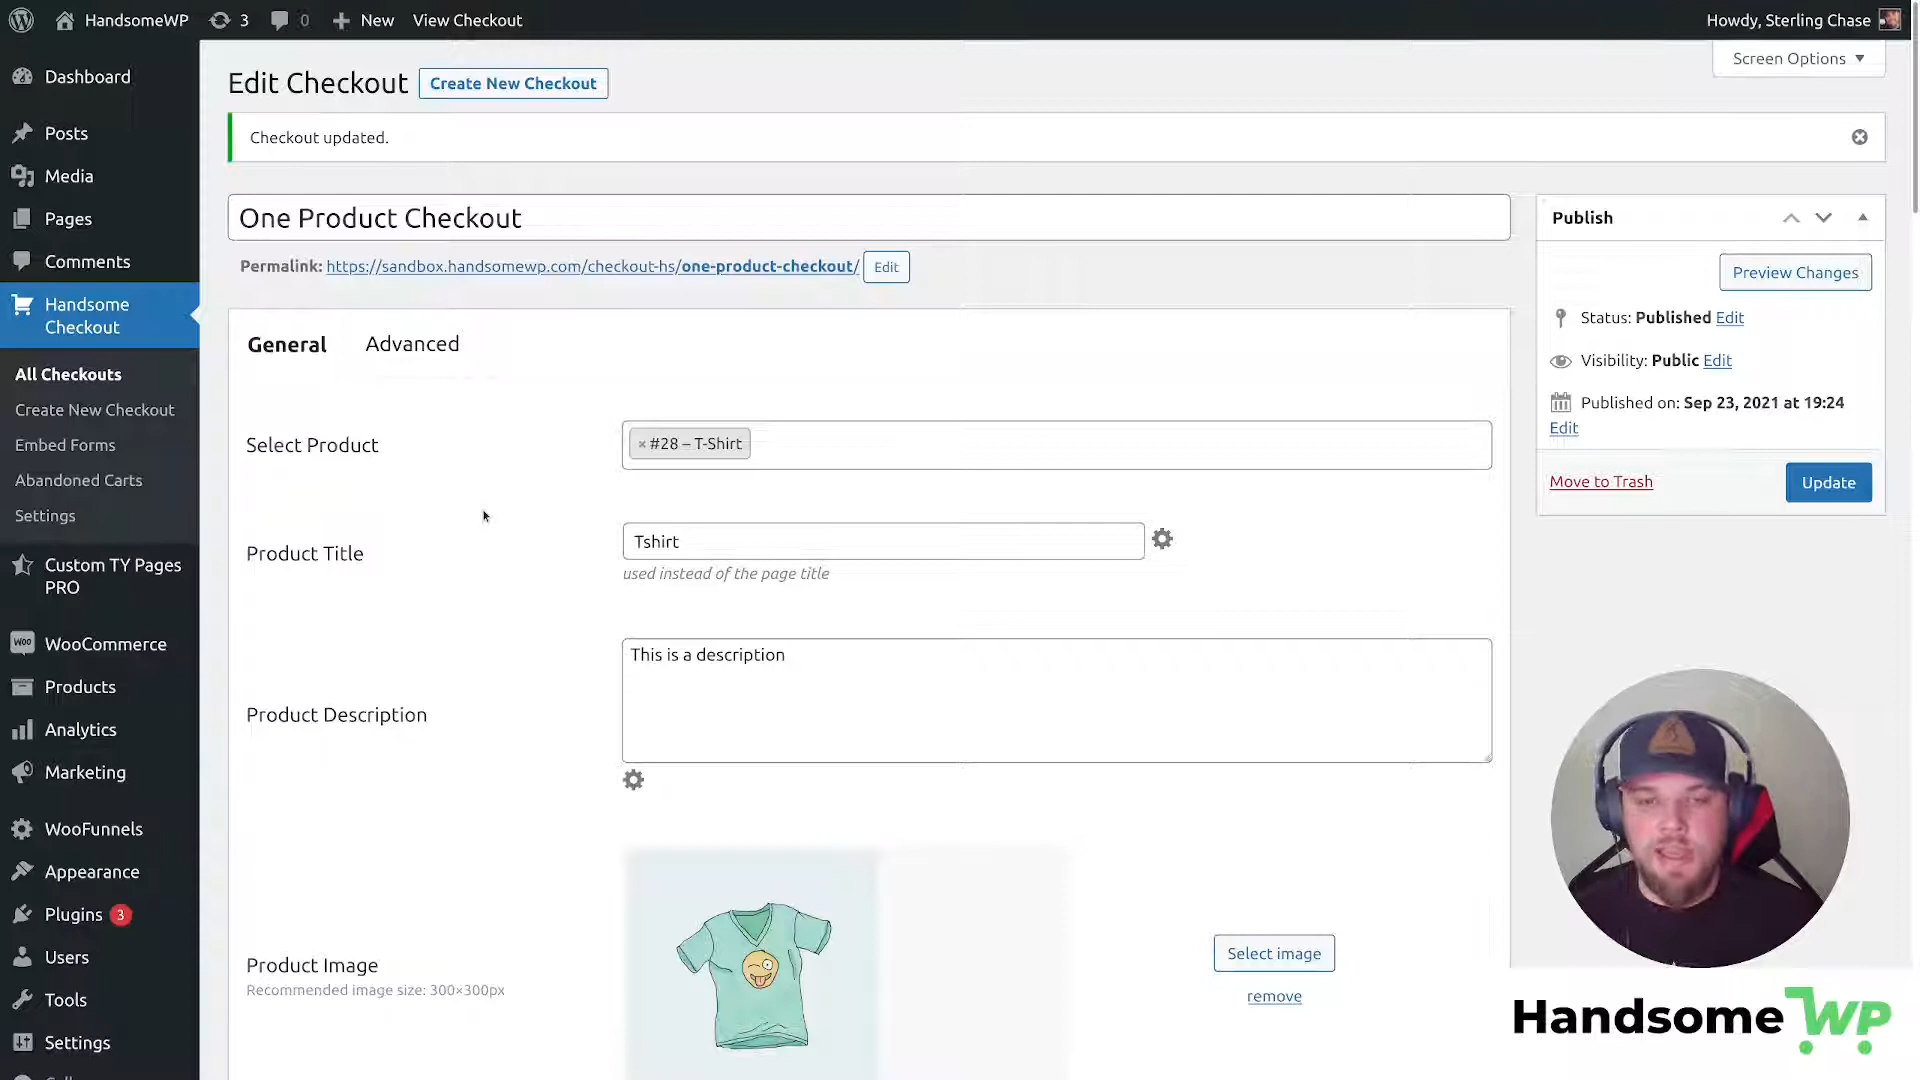 HandsomeWP
3
0
New
View Checkout
Howdy, Sterling Chase
Screen Options
Dashboard
Posts
Media
Pages
Comments
Handsome
Checkout
All Checkouts
Create New Checkout
Embed Forms
Abandoned Carts
Settings
Custom TY Pages
PRO
WooCommerce
Products
Analytics
Marketing
WooFunnels
Appearance
Plugins 3
Users
Tools
Settings
Edit Checkout
Create New Checkout
Checkout updated.
One Product Checkout
Permalink: https://sandbox.handsomewp.com/checkout-hs/one-product-checkout/ Edit
General
Advanced
Select Product
× #28 – T-Shirt
Product Title
Tshirt
used instead of the page title
Product Description
This is a description
Product Image
Recommended image size: 300×300px
Select image
remove
Publish
Preview Changes
Status: Published Edit
Visibility: Public Edit
Published on: Sep 23, 2021 at 19:24
Edit
Move to Trash
Update
Handsome WP